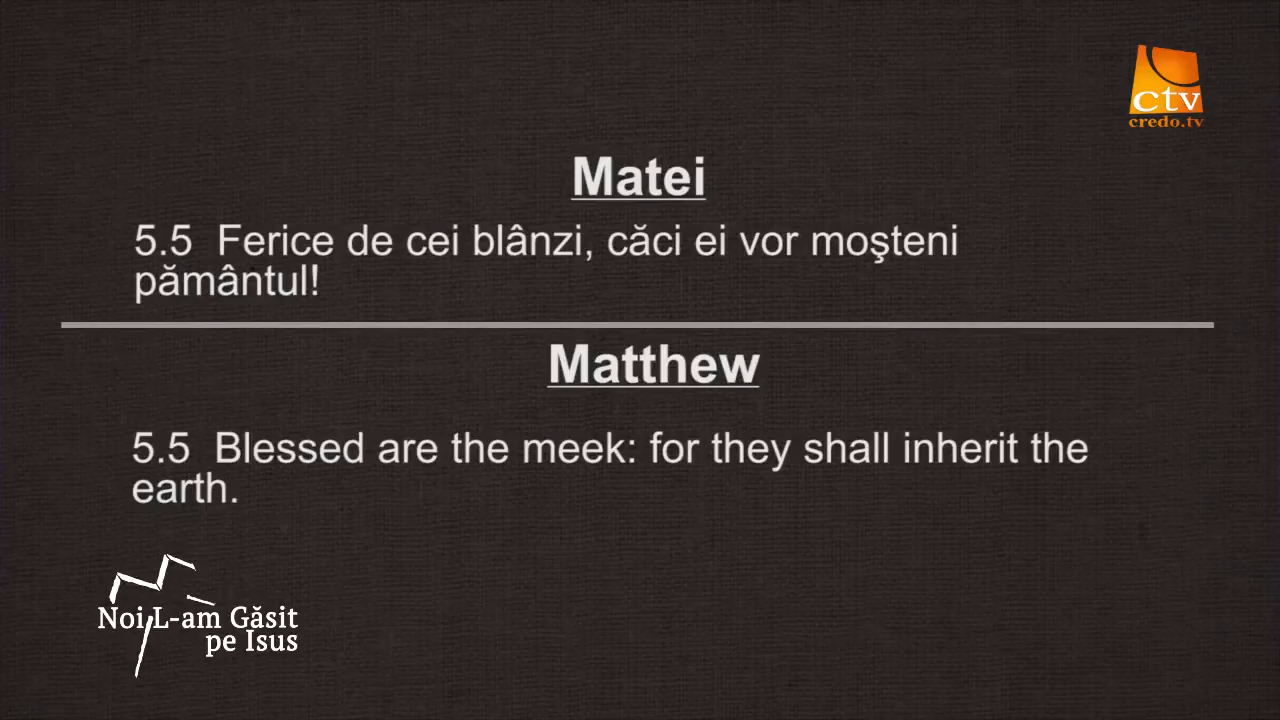 ctv
credo.tv
Matei
5.5 Ferice de cei blânzi, căci ei vor moşteni
pământul!
Matthew
5.5 Blessed are the meek: for they shall inherit the
earth.
Noi L-am Găsit
pe Isus